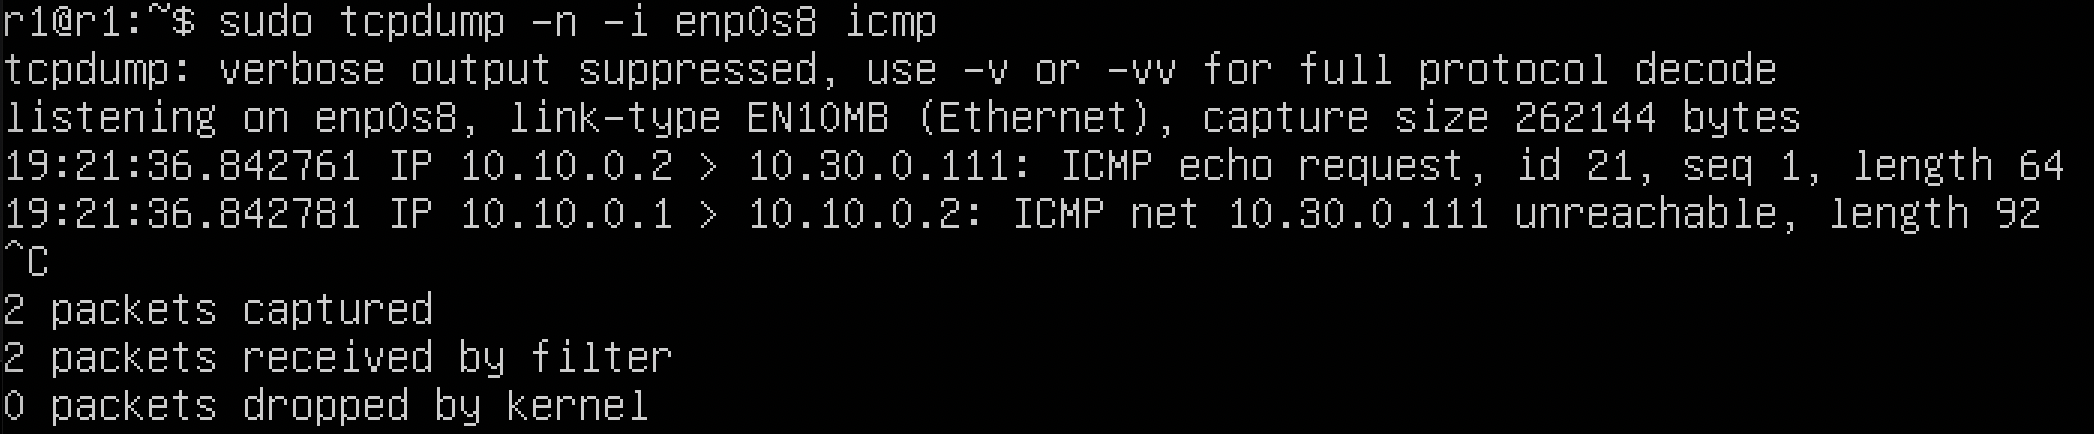 r1@r1:~$ sudo tcpdump -n -i enp0s8 icmp
tcpdump: verbose output suppressed, use -v or -vv for full protocol decode
listening on enp0s8, link-type EN10MB (Ethernet), capture size 262144 bytes
19:21:36.842761 IP 10.10.0.2 > 10.30.0.111: ICMP echo request, id 21, seq 1, length 64
19:21:36.842781 IP 10.10.0.1 > 10.10.0.2: ICMP net 10.30.0.111 unreachable, length 92
^C
2 packets captured
2 packets received by filter
0 packets dropped by kernel